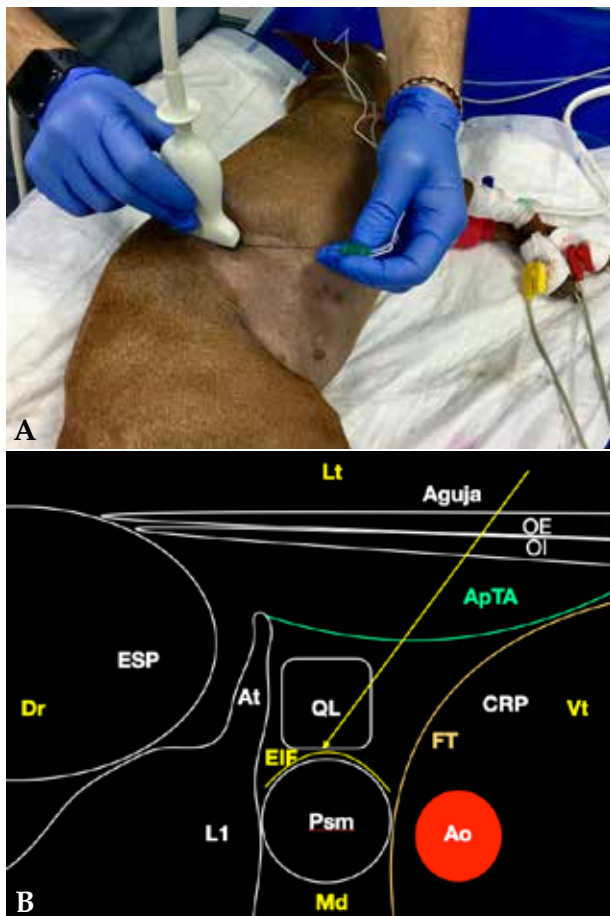 A
Lt
Aguja
OE
OI
ApTA
ESP
At
QL
CRP
Dr
Vt
FT
EIF
L1
Psm
Ao
B
Md